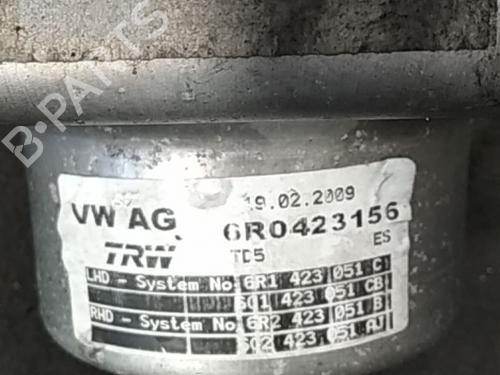 B-PARTS
19.02.2009
VW AG 6R0423156
TRW TD5 ES
LHD - System No 6R1 423 051 C
6Q1 423 051 CB
RHD - System No 6R2 423 051 B
6Q2 423 051 AJ